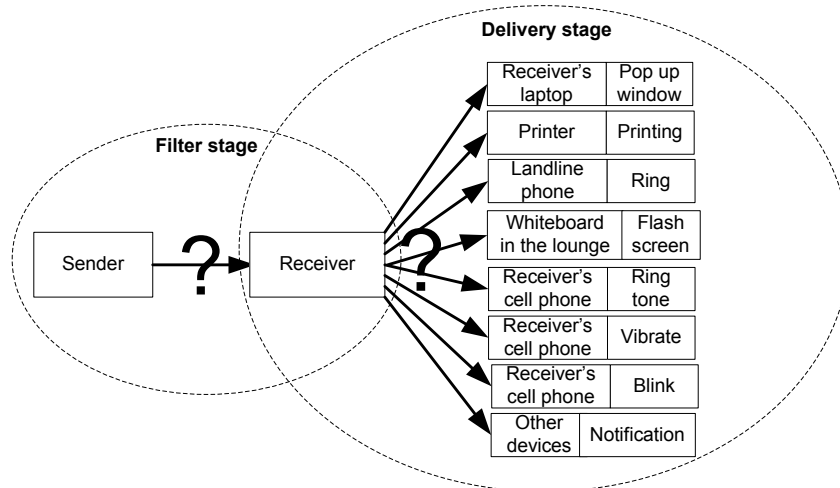 Delivery stage
Filter stage
Sender
?
Receiver
?
Receiver's
laptop
Pop up
window
Printer
Printing
Landline
phone
Ring
Whiteboard
in the lounge
Flash
screen
Receiver's
cell phone
Ring
tone
Receiver's
cell phone
Vibrate
Receiver's
cell phone
Blink
Other
devices
Notification